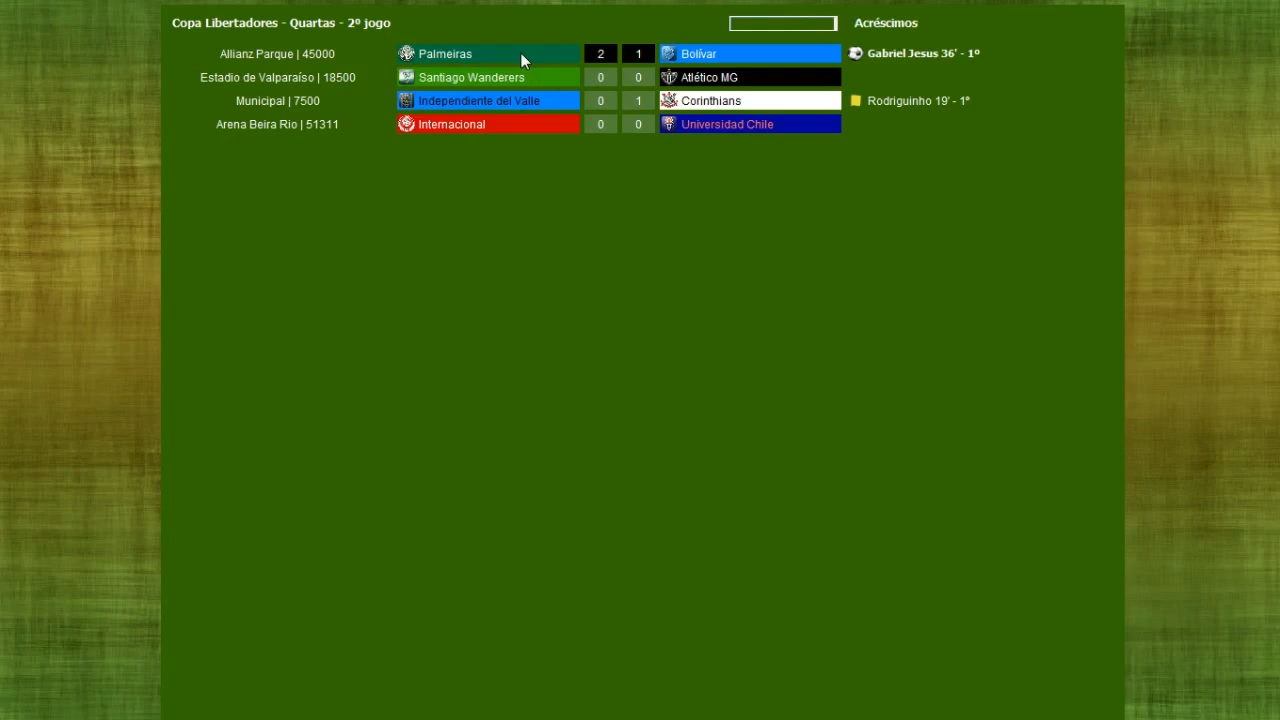 Copa Libertadores - Quartas - 2º jogo Acréscimos
Allianz Parque | 45000 Palmeiras 2 1 Bolívar Gabriel Jesus 36' - 1º
Estadio de Valparaíso | 18500 Santiago Wanderers 0 0 Atlético MG
Municipal | 7500 Independiente del Valle 0 1 Corinthians Rodriguinho 19' - 1º
Arena Beira Rio | 51311 Internacional 0 0 Universidad Chile